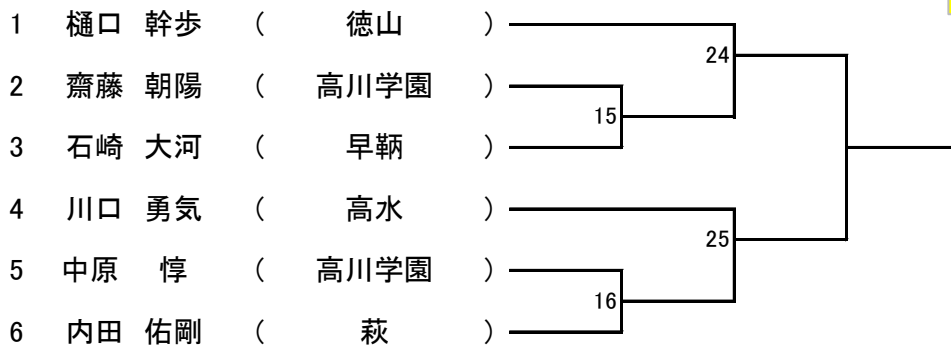 1 樋口 幹歩 ( 徳山 )
24
2 齋藤 朝陽 ( 高川学園 )
15
3 石崎 大河 ( 早鞆 )
4 川口 勇気 ( 高水 )
25
5 中原 惇 ( 高川学園 )
16
6 内田 佑剛 ( 萩 )